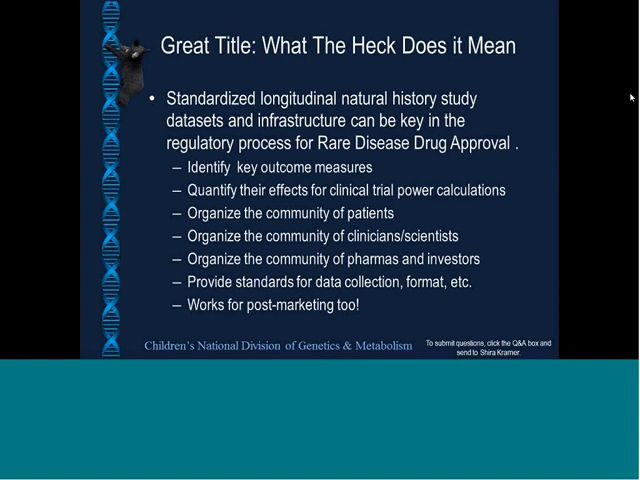 Great Title: What The Heck Does it Mean
• Standardized longitudinal natural history study
datasets and infrastructure can be key in the
regulatory process for Rare Disease Drug Approval .
– Identify key outcome measures
– Quantify their effects for clinical trial power calculations
– Organize the community of patients
– Organize the community of clinicians/scientists
– Organize the community of pharmas and investors
– Provide standards for data collection, format, etc.
– Works for post-marketing too!
Children's National Division of Genetics & Metabolism
To submit questions, click the Q&A box and
send to Shira Kramer.